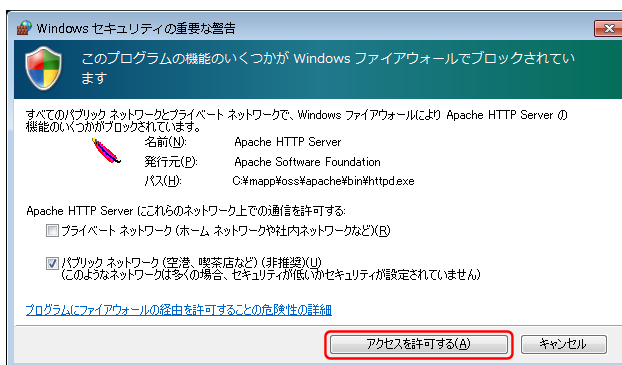 Windows セキュリティの重要な警告
このプログラムの機能のいくつかが Windows ファイアウォールでブロックされてい
ます
すべてのパブリック ネットワークとプライベート ネットワークで、Windows ファイアウォールにより Apache HTTP Server の
機能のいくつかがブロックされています。
名前(N): Apache HTTP Server
発行元(P): Apache Software Foundation
パス(H): C:¥mapp¥oss¥apache¥bin¥httpd.exe
Apache HTTP Server にこれらのネットワーク上での通信を許可する:
プライベート ネットワーク (ホーム ネットワークや社内ネットワークなど)(R)
パブリック ネットワーク (空港、喫茶店など) (非推奨)(U)
(このようなネットワークは多くの場合、セキュリティが低いかセキュリティが設定されていません)
プログラムにファイアウォールの経由を許可することの危険性の詳細
アクセスを許可する(A) キャンセル